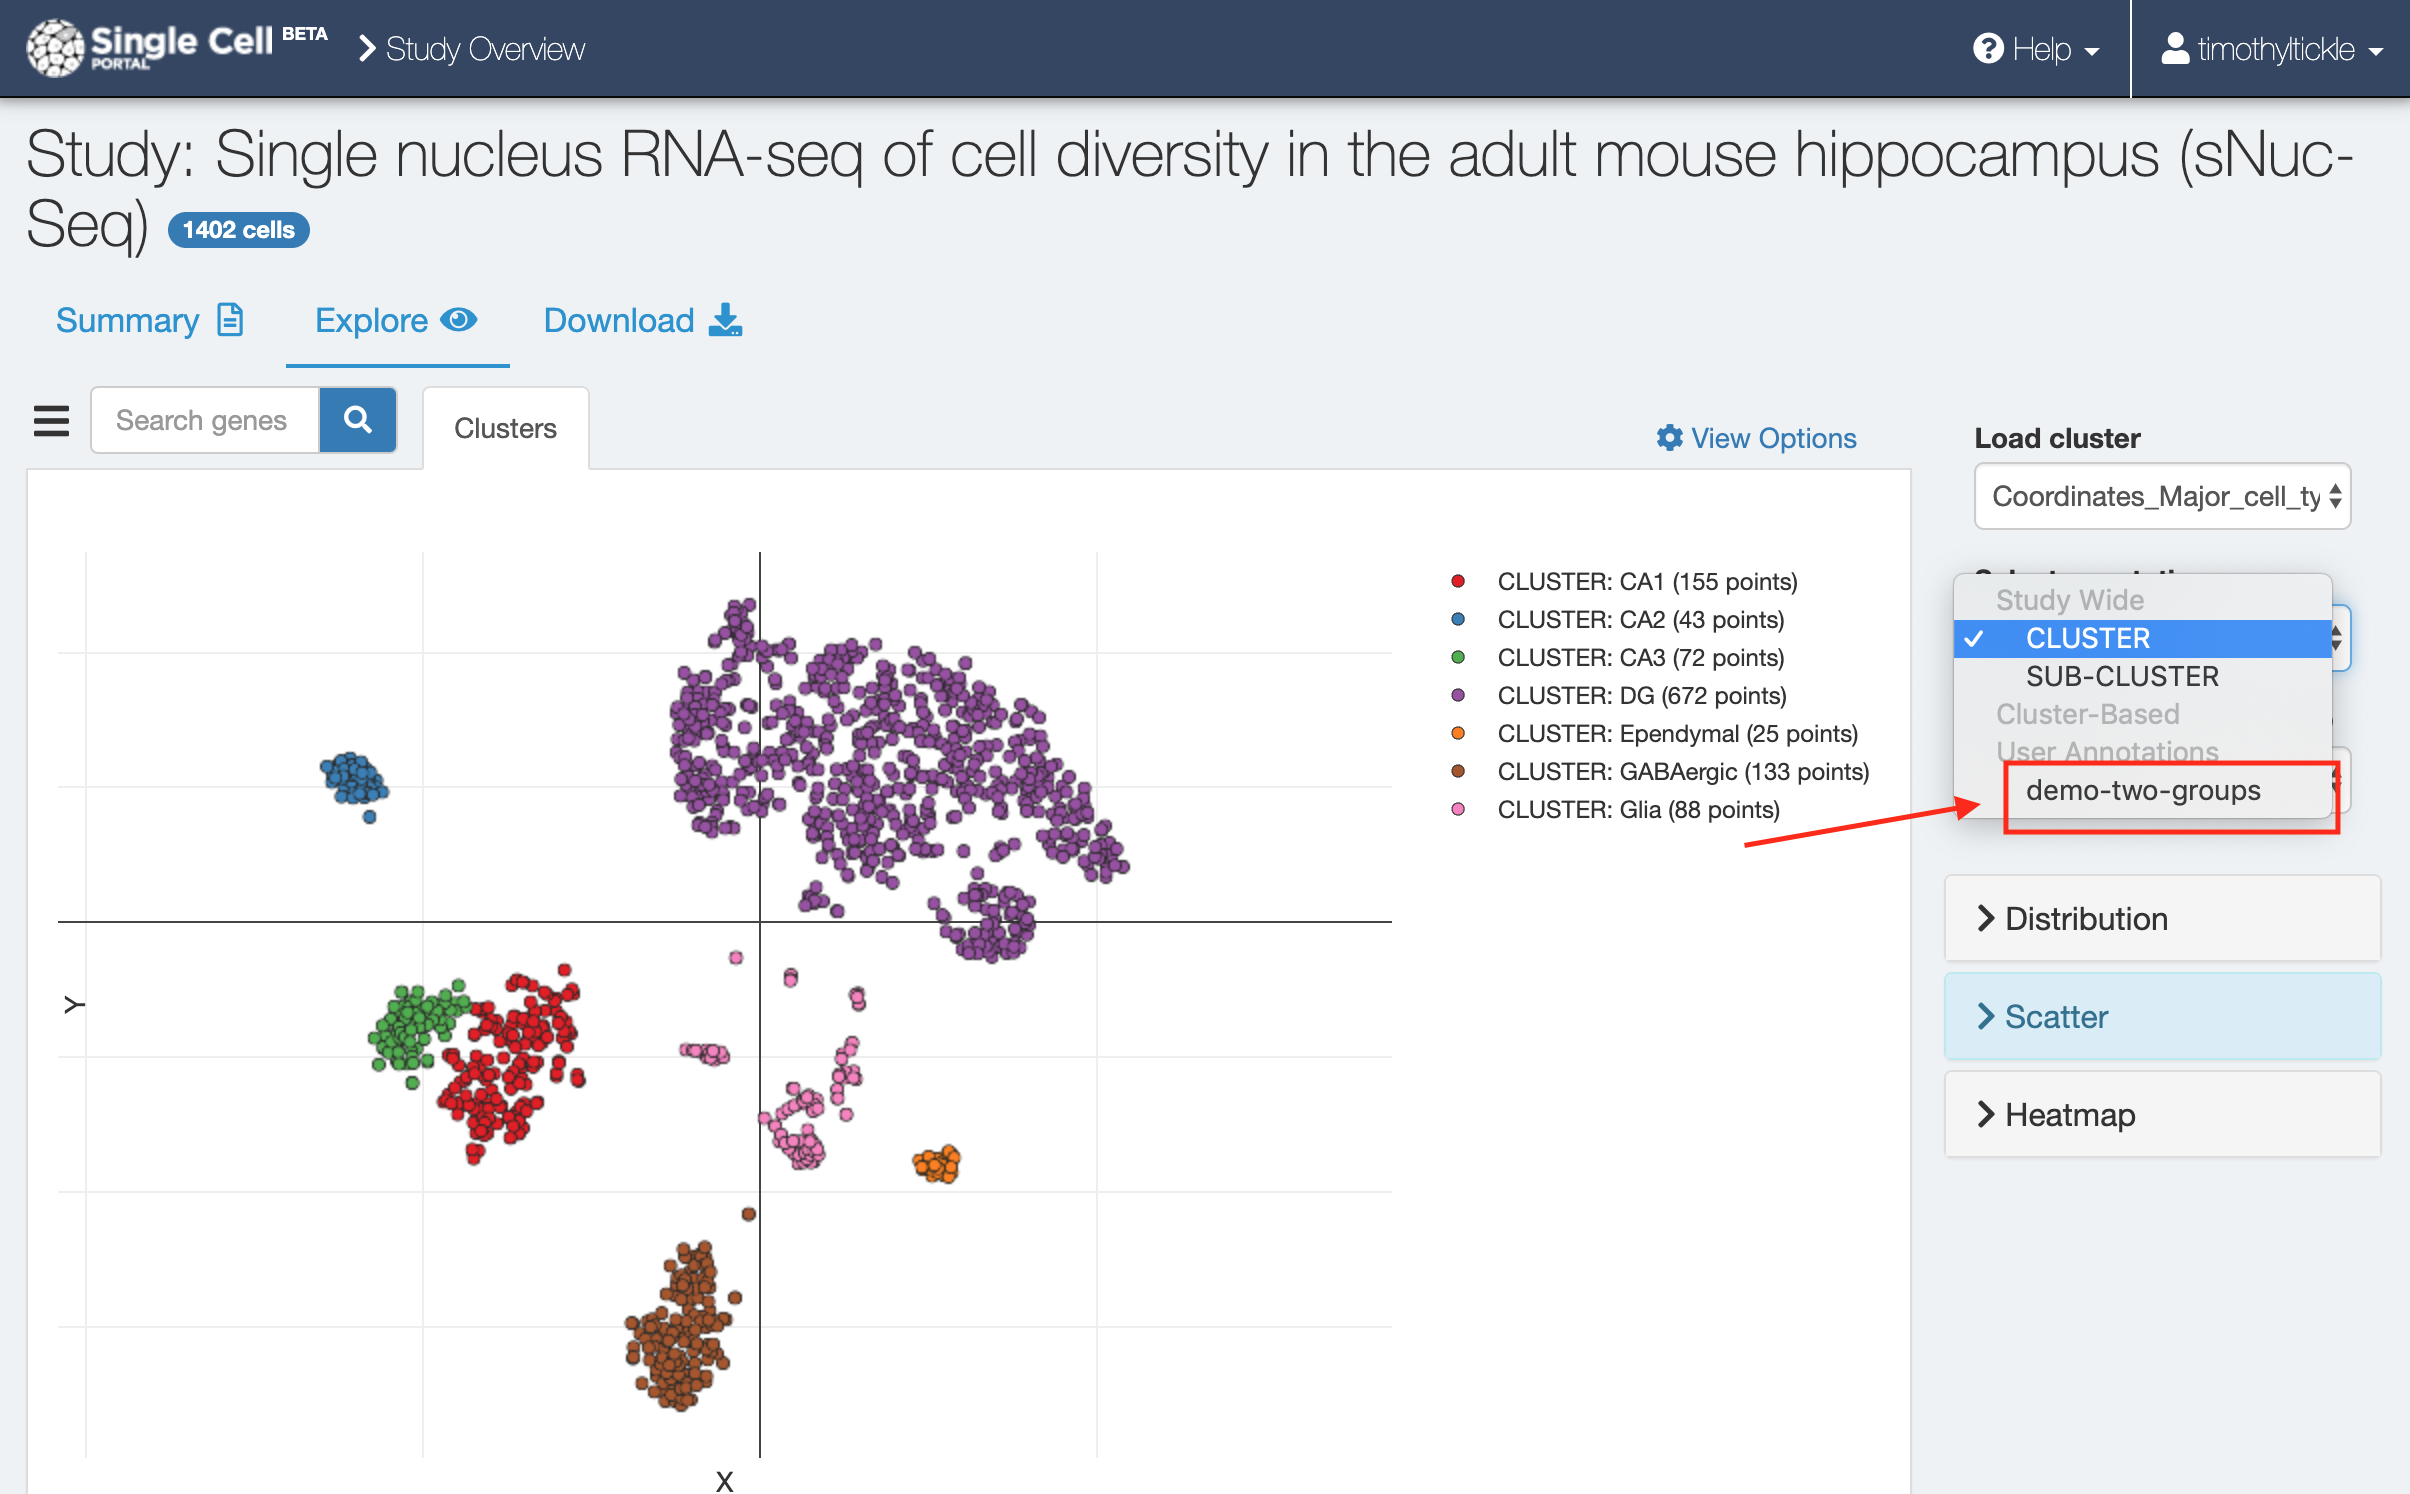 Single Cell BETA
PORTAL
Study Overview
Help
timothyltickle
Study: Single nucleus RNA-seq of cell diversity in the adult mouse hippocampus (sNuc-
Seq) 1402 cells
Summary
Explore
Download
Search genes
Clusters
View Options
Load cluster
Coordinates_Major_cell_ty
Study Wide
CLUSTER
SUB-CLUSTER
Cluster-Based
User Annotations
demo-two-groups
CLUSTER: CA1 (155 points)
CLUSTER: CA2 (43 points)
CLUSTER: CA3 (72 points)
CLUSTER: DG (672 points)
CLUSTER: Ependymal (25 points)
CLUSTER: GABAergic (133 points)
CLUSTER: Glia (88 points)
Distribution
Scatter
Heatmap
Y
X